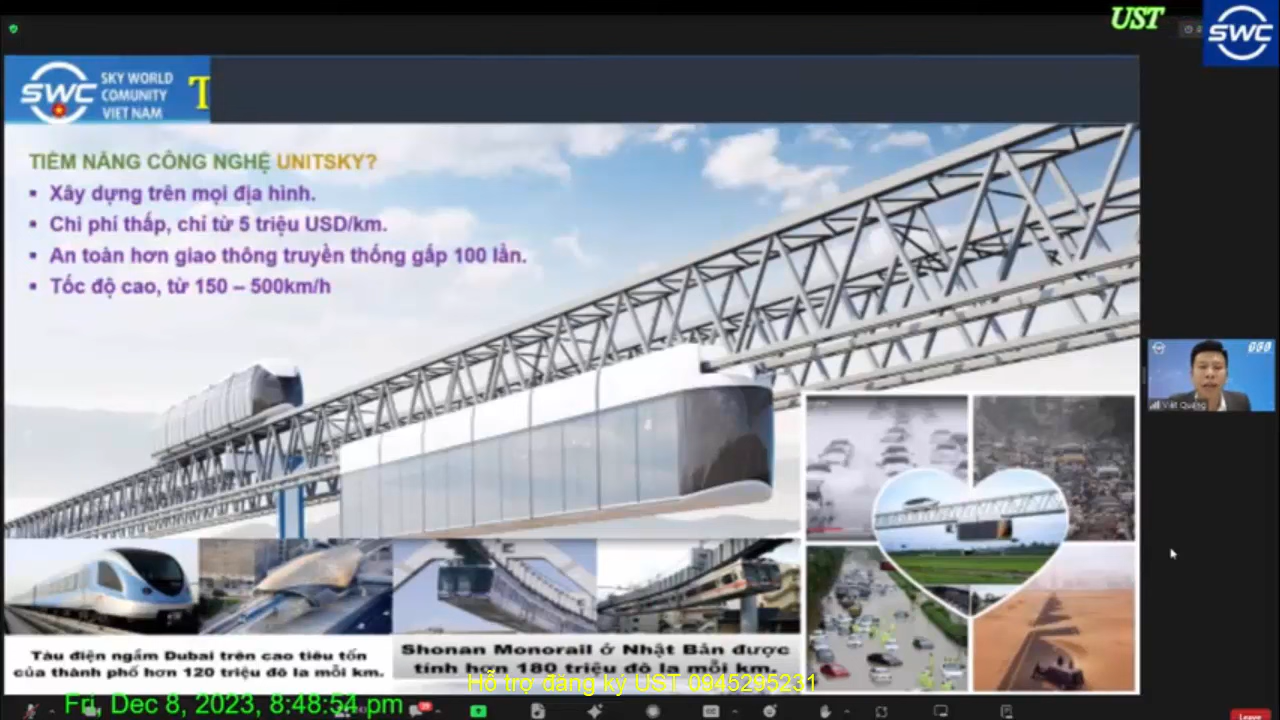 UST
SWC
SWC
SKY WORLD
COMUNITY
VIET NAM
T
TIỀM NĂNG CÔNG NGHỆ UNITSKY?
▪ Xây dựng trên mọi địa hình.
▪ Chi phí thấp, chỉ từ 5 triệu USD/km.
▪ An toàn hơn giao thông truyền thống gấp 100 lần.
▪ Tốc độ cao, từ 150 – 500km/h
Việt Quang
Tàu điện ngầm Dubai trên cao tiêu tốn
của thành phố hơn 120 triệu đô la mỗi km.
Shonan Monorail ở Nhật Bản được
tính hơn 180 triệu đô la mỗi km.
Hỗ trợ đăng ký UST 0945295231
Fri, Dec 8, 2023, 8:48:54 pm
Leave